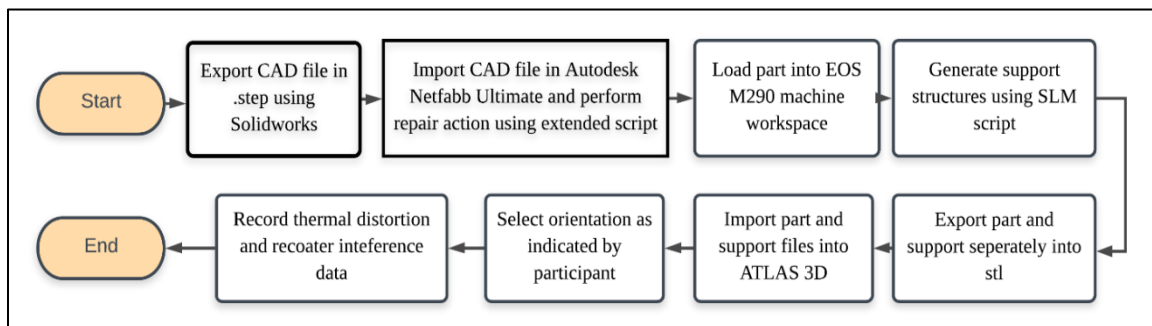 Start
Export CAD file in
.step using
Solidworks
Import CAD file in Autodesk
Netfabb Ultimate and perform
repair action using extended script
Load part into EOS
M290 machine
workspace
Generate support
structures using SLM
script
Export part and
support seperately into
stl
Import part and
support files into
ATLAS 3D
Select orientation as
indicated by
participant
Record thermal distortion
and recoater inteference
data
End